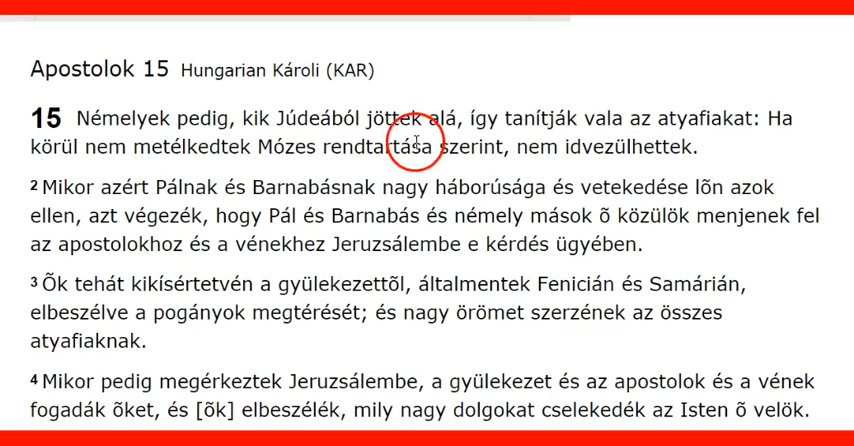 Apostolok 15 Hungarian Károli (KAR)
15 Némelyek pedig, kik Júdeából jöttek alá, így tanítják vala az atyafiakat: Ha
körül nem metélkedtek Mózes rendtartása szerint, nem idvezülhettek.
2 Mikor azért Pálnak és Barnabásnak nagy háborúsága és vetekedése lõn azok
ellen, azt végezék, hogy Pál és Barnabás és némely mások õ közülök menjenek fel
az apostolokhoz és a vénekhez Jeruzsálembe e kérdés ügyében.
3 Õk tehát kikísértetvén a gyülekezettõl, általmentek Fenicián és Samárián,
elbeszélve a pogányok megtérését; és nagy örömet szerzének az összes
atyafiaknak.
4 Mikor pedig megérkeztek Jeruzsálembe, a gyülekezet és az apostolok és a vének
fogadák õket, és [õk] elbeszélék, mily nagy dolgokat cselekedék az Isten õ velök.